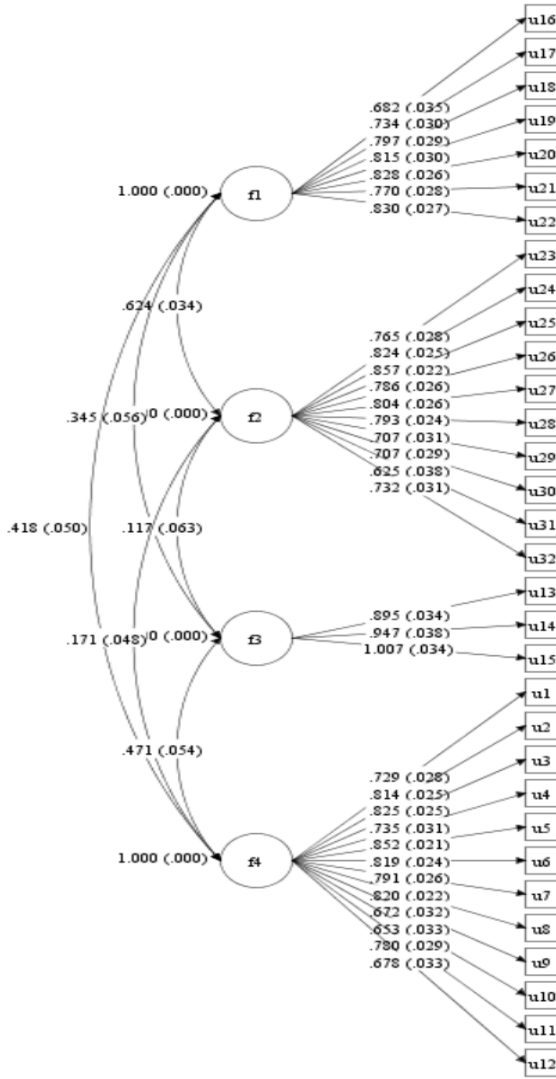 u16
u17
u18
u19
u20
u21
u22
.682 (.035)
.734 (.030)
.797 (.029)
.815 (.030)
.828 (.026)
.770 (.028)
.830 (.027)
1.000 (.000)
f1
u23
u24
u25
u26
u27
u28
u29
u30
u31
u32
.624 (.034)
.765 (.028)
.824 (.025)
.857 (.022)
.786 (.026)
.804 (.026)
.793 (.024)
.707 (.031)
.707 (.029)
.625 (.038)
.732 (.031)
.345 (.056)
0 (.000)
f2
.418 (.050)
.117 (.063)
u13
u14
u15
.895 (.034)
.947 (.038)
1.007 (.034)
.171 (.048)
0 (.000)
f3
u1
u2
u3
u4
u5
u6
u7
u8
u9
u10
u11
u12
.471 (.054)
.729 (.028)
.814 (.025)
.825 (.025)
.735 (.031)
.852 (.021)
.819 (.024)
.791 (.026)
.820 (.022)
.672 (.032)
.653 (.033)
.780 (.029)
.678 (.033)
1.000 (.000)
f4